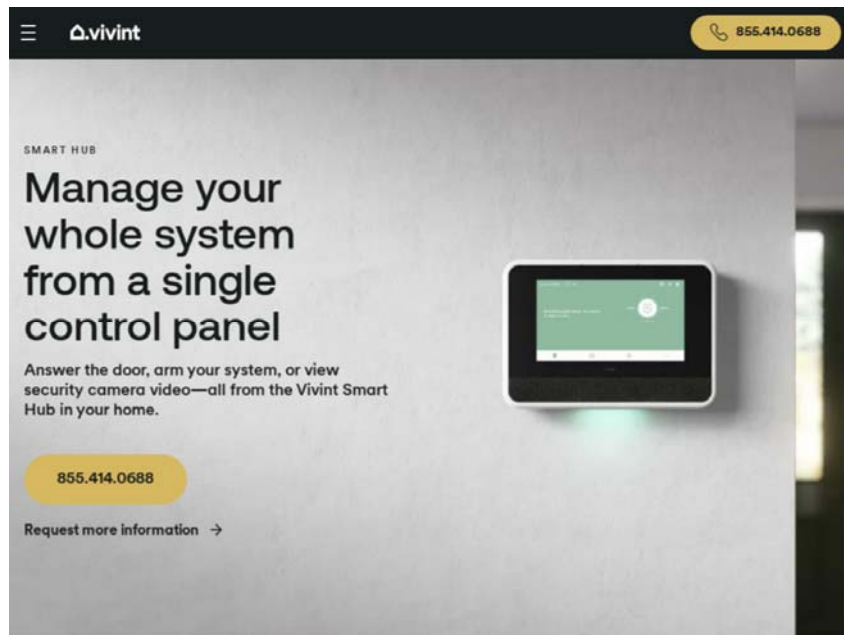 vivint
855.414.0688
SMART HUB
Manage your
whole system
from a single
control panel
Answer the door, arm your system, or view
security camera video—all from the Vivint Smart
Hub in your home.
855.414.0688
Request more information →